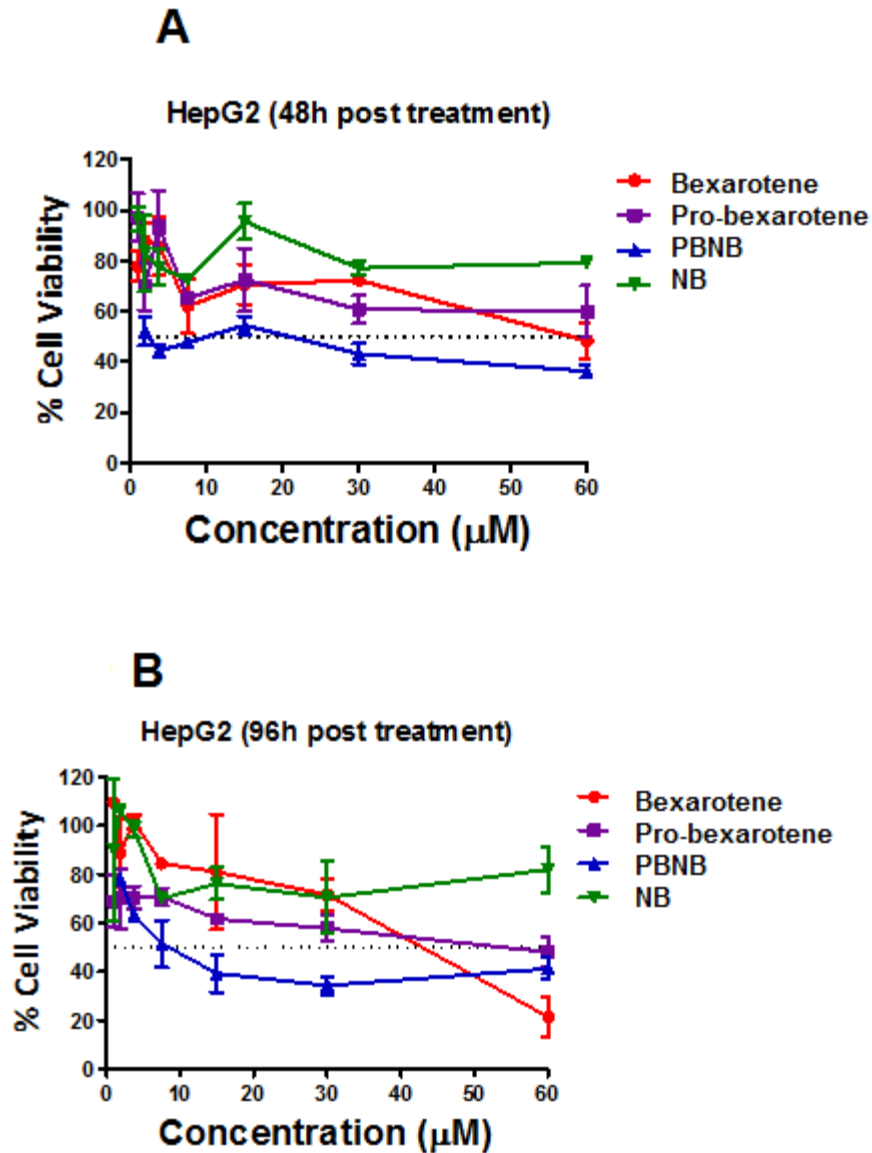 A
HepG2 (48h post treatment)
120
100
80
60
40
20
0
% Cell Viability
0 10 20 30 40 50 60
Concentration (μM)
Bexarotene
Pro-bexarotene
PBNB
NB
B
HepG2 (96h post treatment)
120
100
80
60
40
20
0
% Cell Viability
0 10 20 30 40 50 60
Concentration (μM)
Bexarotene
Pro-bexarotene
PBNB
NB